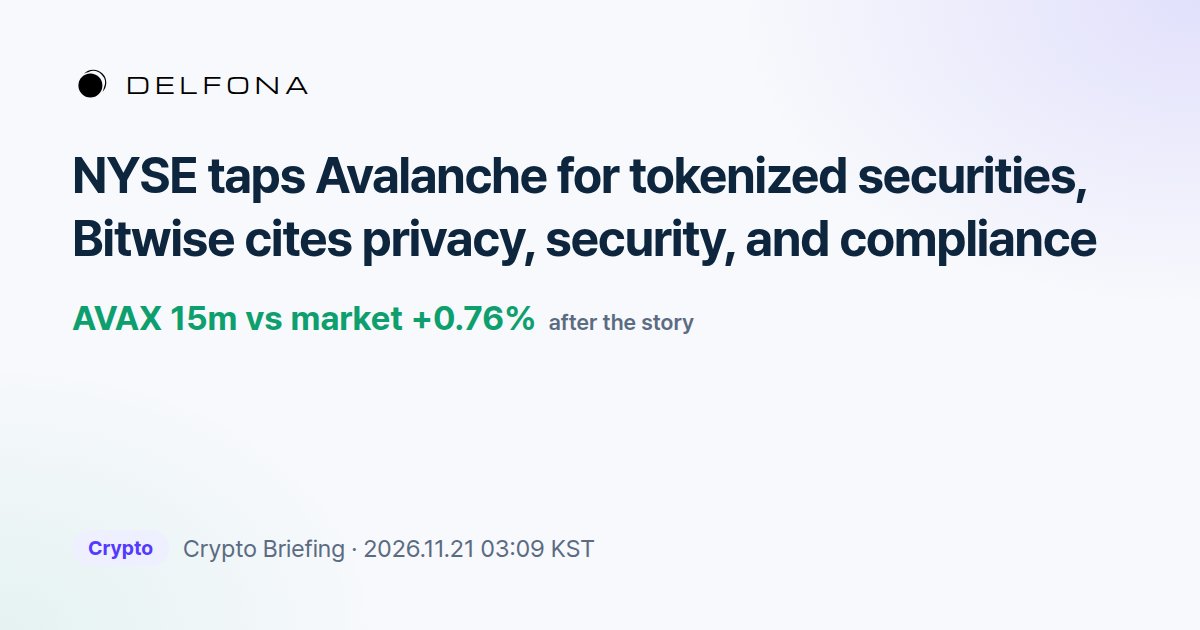 DELFONA
NYSE taps Avalanche for tokenized securities,
Bitwise cites privacy, security, and compliance
AVAX 15m vs market +0.76% after the story
Crypto Crypto Briefing · 2026.11.21 03:09 KST